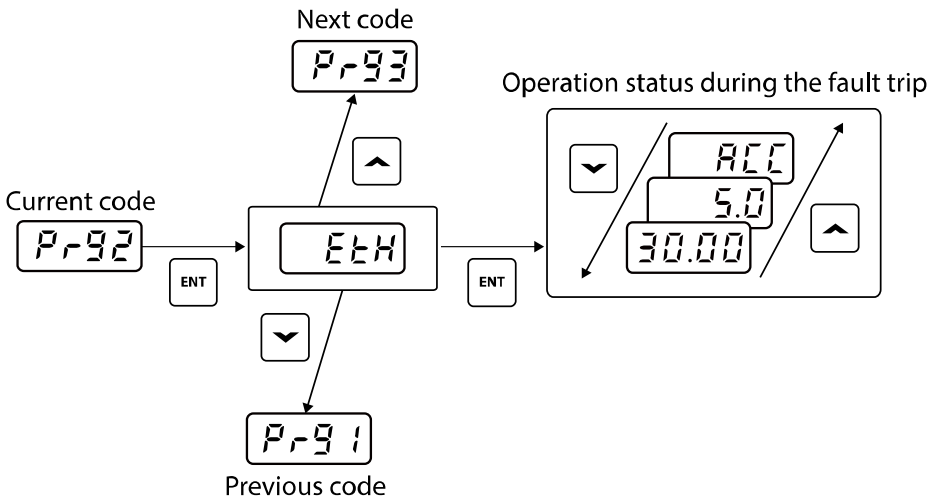 Next code
Pr93
Operation status during the fault trip
ACC
5.0
30.00
Current code
Pr92
ENT
EtH
ENT
Pr91
Previous code